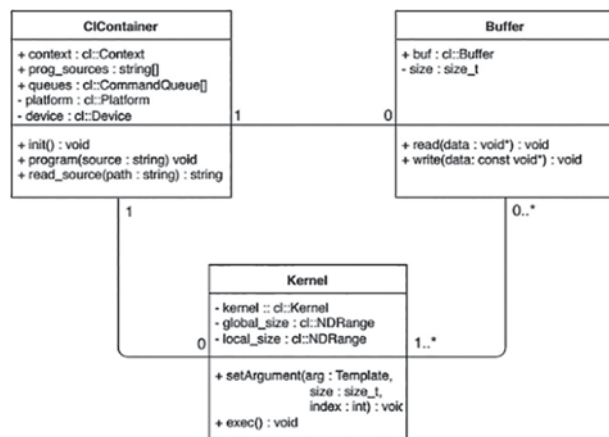 ClContainer
+ context : cl::Context
+ prog_sources : string[]
+ queues : cl::CommandQueue[]
- platform : cl::Platform
- device : cl::Device
+ init() : void
+ program(source : string) void
+ read_source(path : string) : string
Buffer
+ buf : cl::Buffer
- size : size_t
+ read(data : void*) : void
+ write(data: const void*) : void
1
0
1
0..*
Kernel
- kernel :: cl::Kernel
- global_size : cl::NDRange
- local_size : cl::NDRange
0
1..*
+ setArgument(arg : Template,
size : size_t,
index : int) : void
+ exec() : void